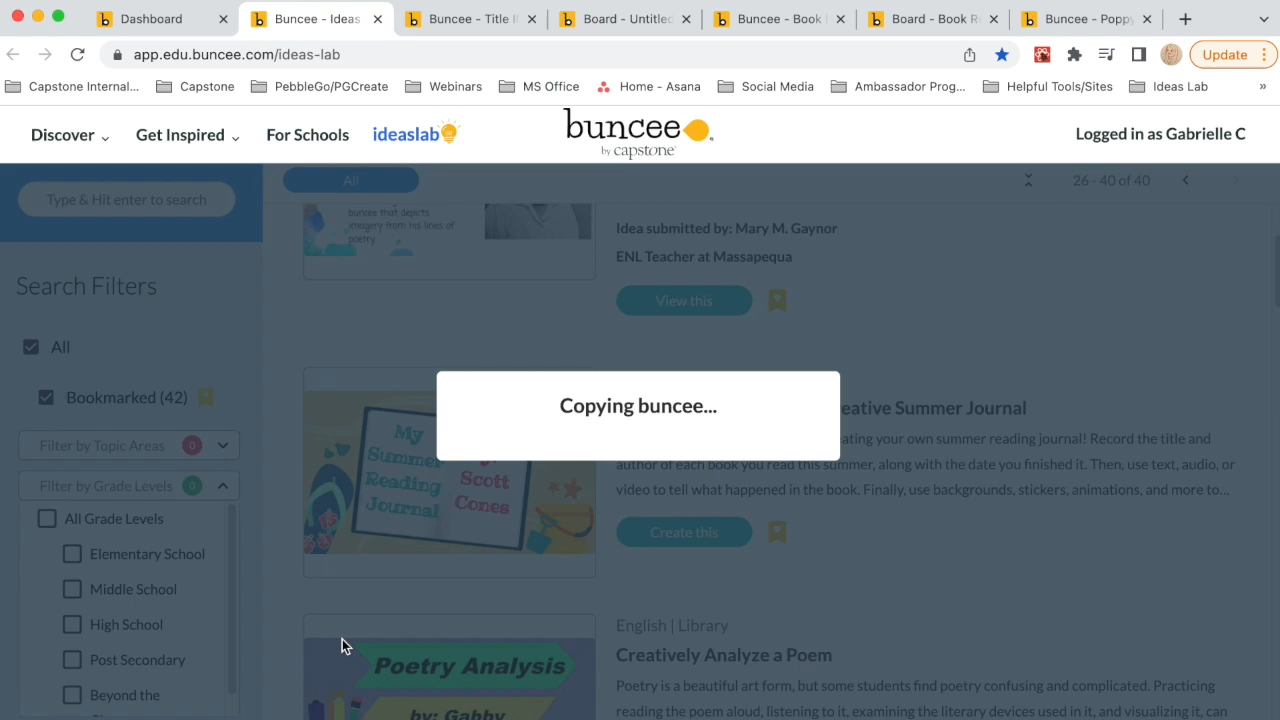 Dashboard
Buncee - Ideas
Buncee - Title I
Board - Untitle
Buncee - Book
Board - Book R
Buncee - Poppy
app.edu.buncee.com/ideas-lab
Update
Capstone Internal...
Capstone
PebbleGo/PGCreate
Webinars
MS Office
Home - Asana
Social Media
Ambassador Prog...
Helpful Tools/Sites
Ideas Lab
»
Discover
Get Inspired
For Schools
ideaslab
buncee
by capstone
Logged in as Gabrielle C
Type & Hit enter to search
All
26 - 40 of 40
buncee that depicts
imagery from his lines of
poetry.
Idea submitted by: Mary M. Gaynor
ENL Teacher at Massapequa
View this
Search Filters
All
Bookmarked (42)
Filter by Topic Areas 0
Filter by Grade Levels 0
All Grade Levels
Elementary School
Middle School
High School
Post Secondary
Beyond the
Copying buncee...
My
Summer
Reading
Journal
Scott
Cones
eative Summer Journal
ating your own summer reading journal! Record the title and
author of each book you read this summer, along with the date you finished it. Then, use text, audio, or
video to tell what happened in the book. Finally, use backgrounds, stickers, animations, and more to...
Create this
Poetry Analysis
by: Gabby
English | Library
Creatively Analyze a Poem
Poetry is a beautiful art form, but some students find poetry confusing and complicated. Practicing
reading the poem aloud, listening to it, examining the literary devices used in it, and visualizing it, can